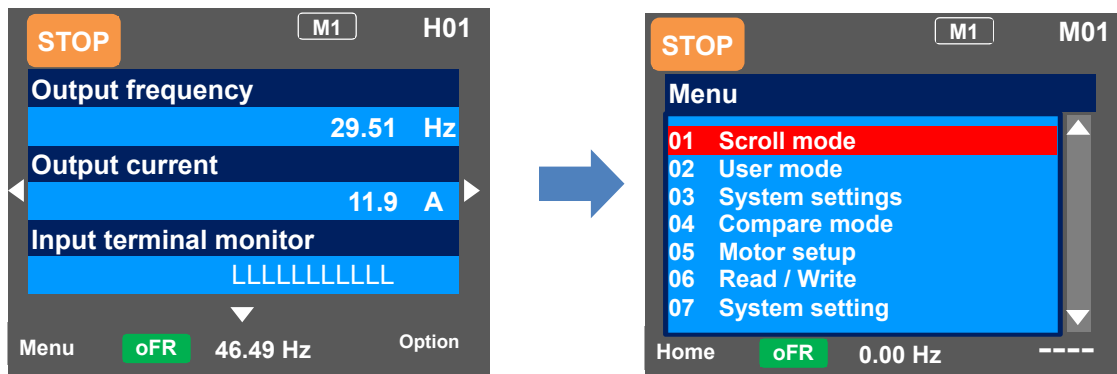 STOP M1 H01
Output frequency
29.51 Hz
Output current
11.9 A
Input terminal monitor
LLLLLLLLLLL
Menu oFR 46.49 Hz Option
STOP M1 M01
Menu
01 Scroll mode
02 User mode
03 System settings
04 Compare mode
05 Motor setup
06 Read / Write
07 System setting
Home oFR 0.00 Hz ----